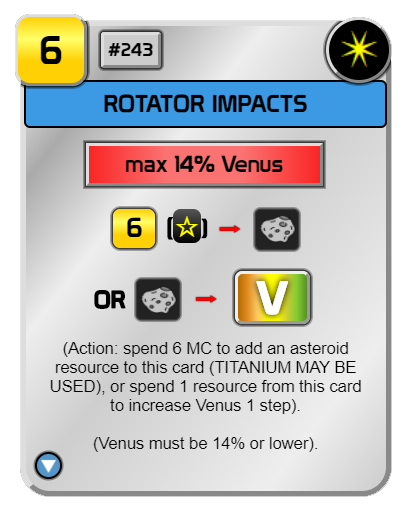 6 #243
ROTATOR IMPACTS
max 14% Venus
6 ( )
OR V
(Action: spend 6 MC to add an asteroid
resource to this card (TITANIUM MAY BE
USED), or spend 1 resource from this card
to increase Venus 1 step).
(Venus must be 14% or lower).